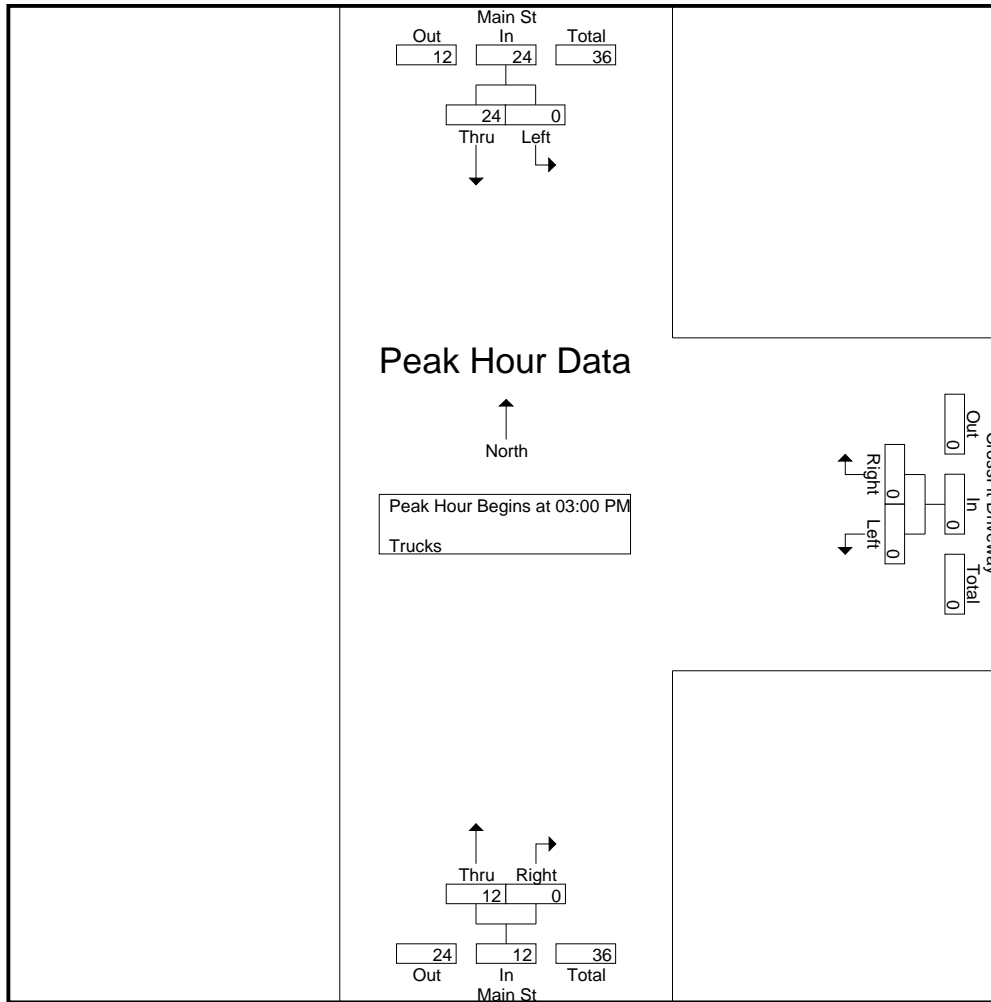 Main St
Out In Total
12 24 36
24 0
Thru Left
Peak Hour Data
North
Peak Hour Begins at 03:00 PM
Trucks
Right Left
0 0
0 0 0
Out In Total
Driveway
Thru Right
12 0
24 12 36
Out In Total
Main St